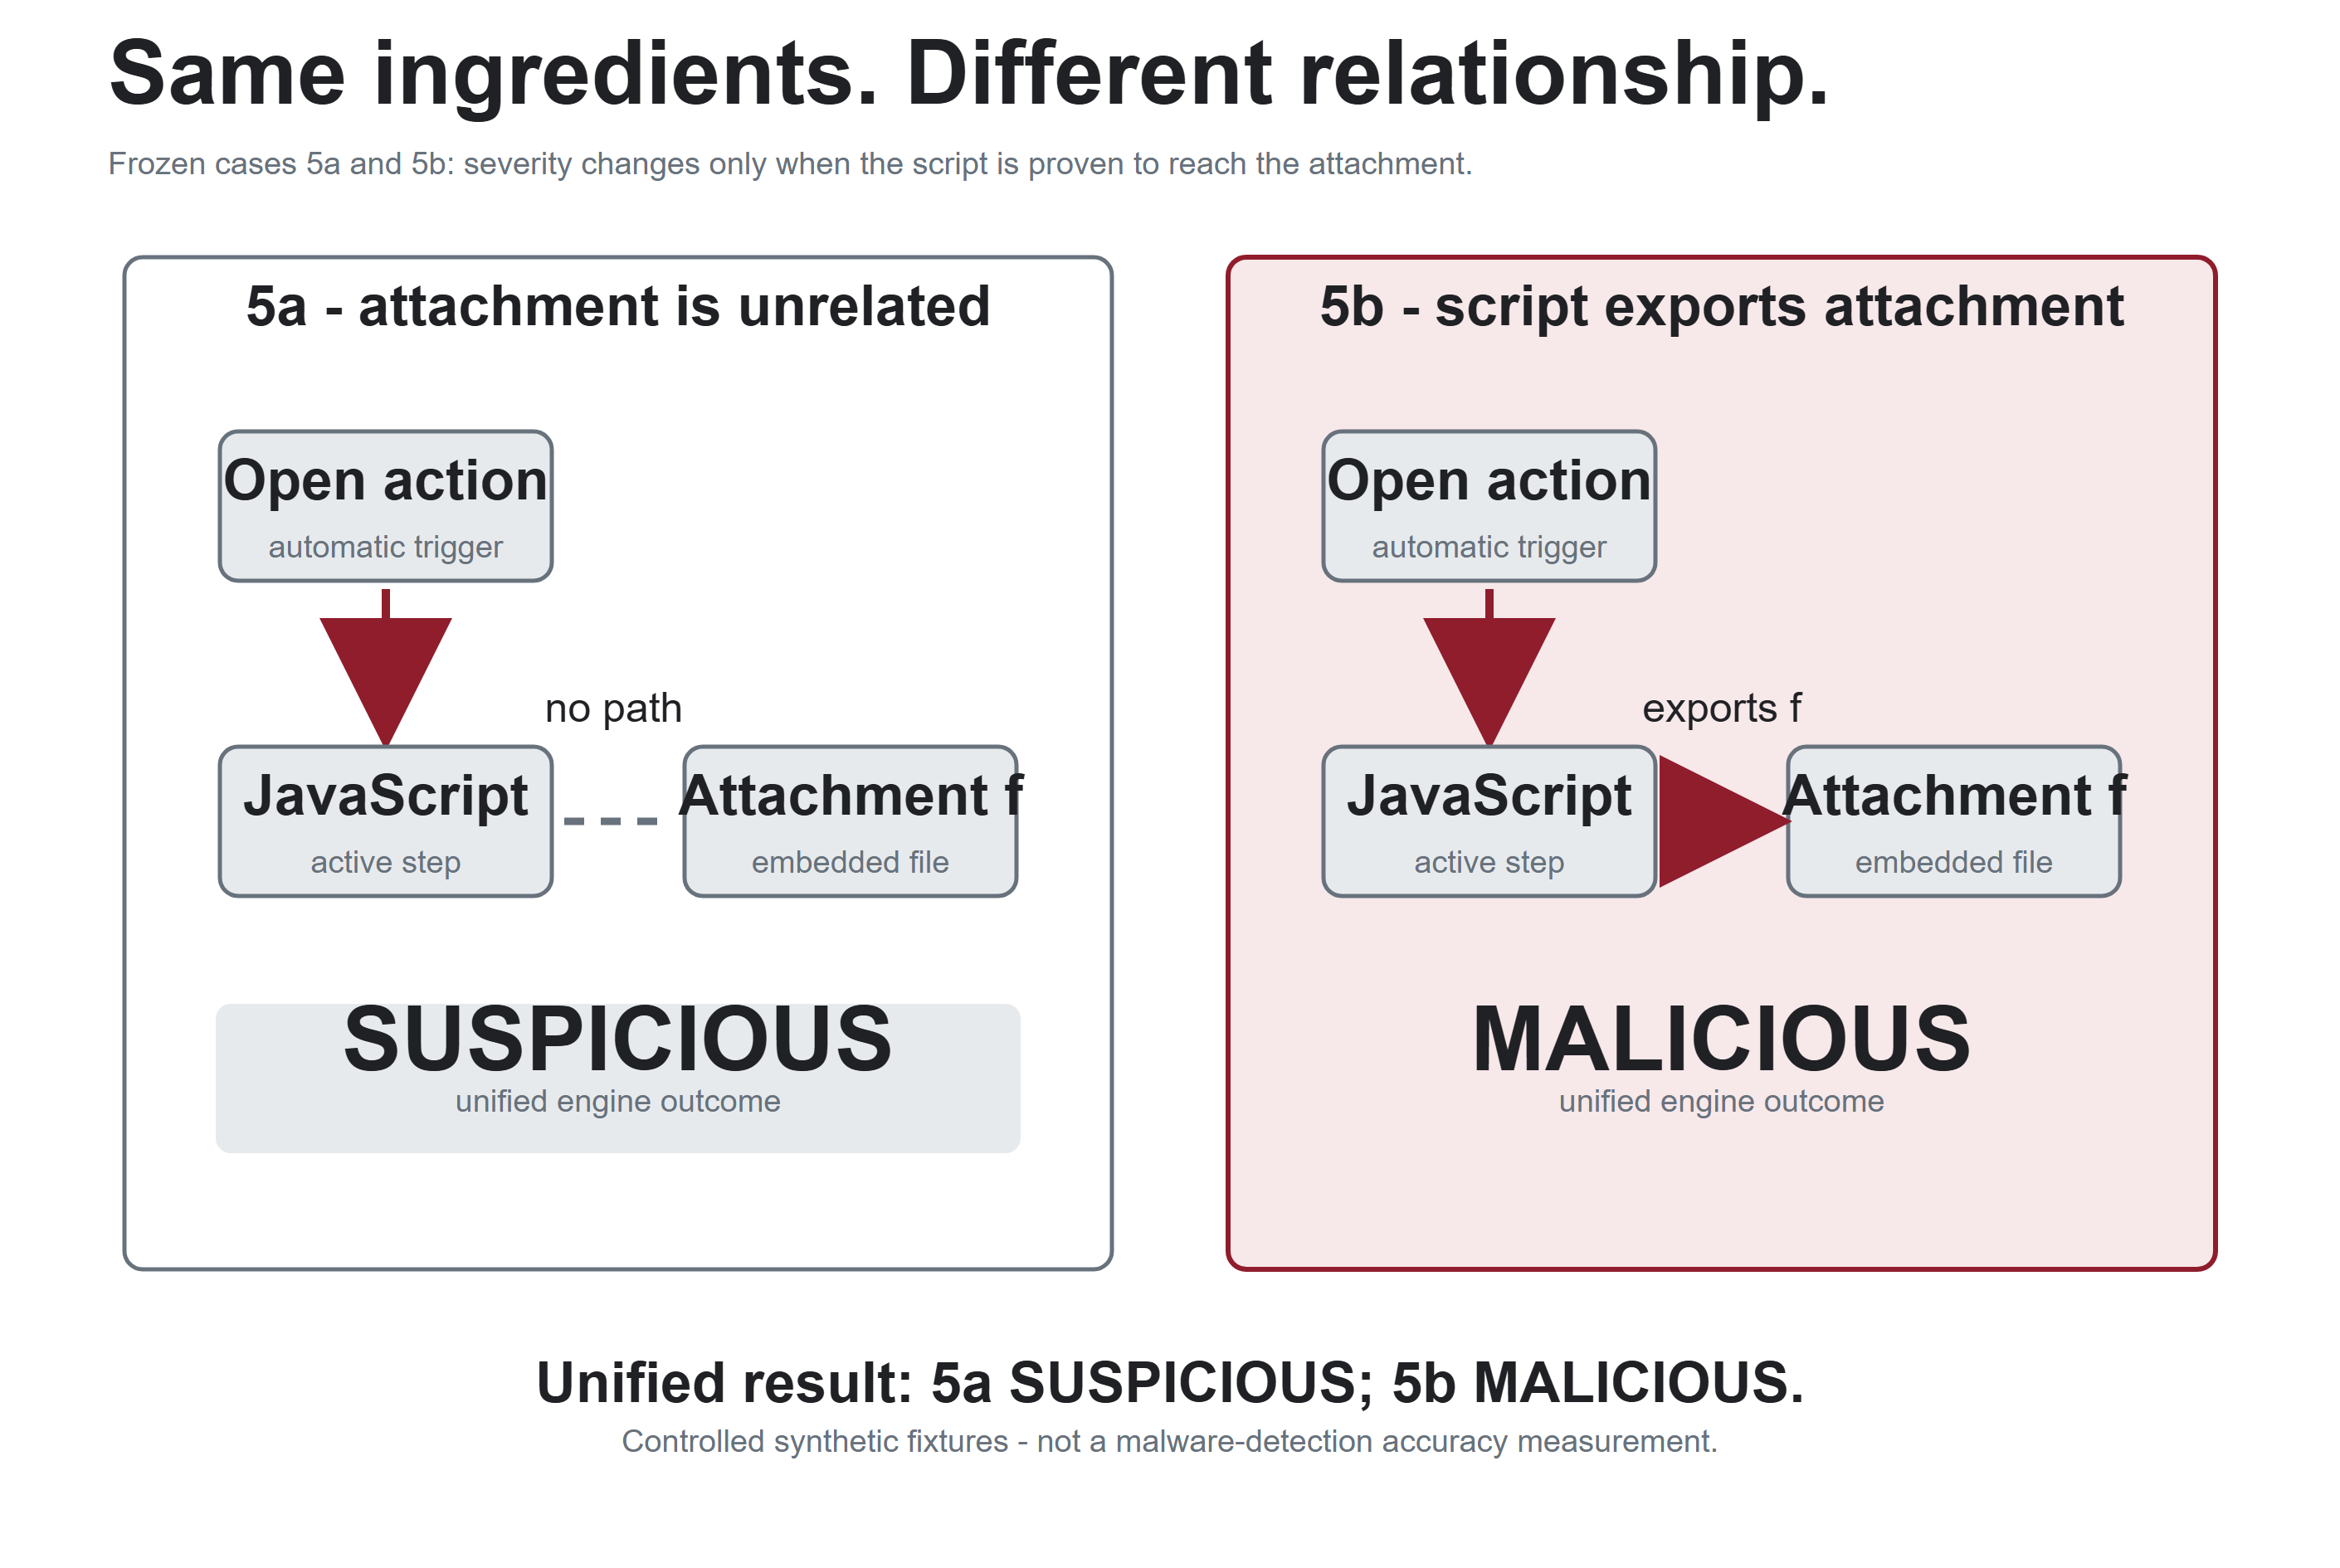 Same ingredients. Different relationship.
Frozen cases 5a and 5b: severity changes only when the script is proven to reach the attachment.
5a - attachment is unrelated
Open action
automatic trigger
no path
JavaScript
active step
Attachment f
embedded file
SUSPICIOUS
unified engine outcome
5b - script exports attachment
Open action
automatic trigger
exports f
JavaScript
active step
Attachment f
embedded file
MALICIOUS
unified engine outcome
Unified result: 5a SUSPICIOUS; 5b MALICIOUS.
Controlled synthetic fixtures - not a malware-detection accuracy measurement.